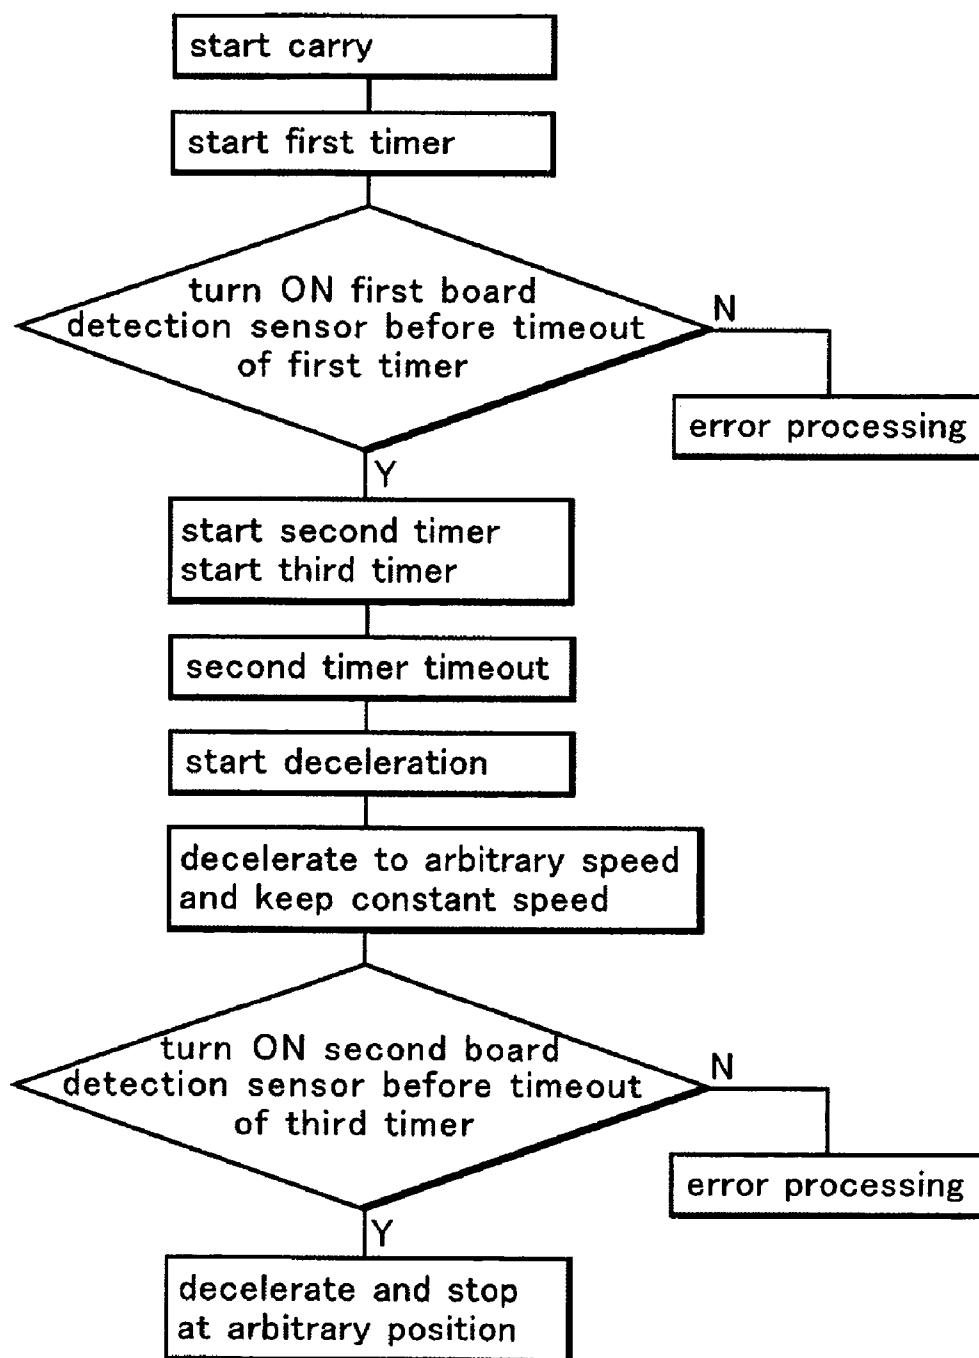 start carry
start first timer
turn ON first board
detection sensor before timeout
of first timer
N
error processing
Y
start second timer
start third timer
second timer timeout
start deceleration
decelerate to arbitrary speed
and keep constant speed
turn ON second board
detection sensor before timeout
of third timer
N
error processing
Y
decelerate and stop
at arbitrary position